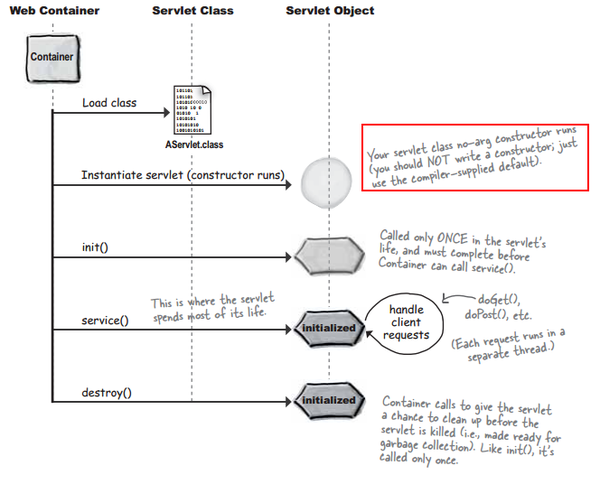 Web Container
Servlet Class
Servlet Object
Container
Load class
101101
101101
10101000010
1010 10 0
01010 1
1010101
10101010
1001010101
AServlet.class
Your servlet class no-arg constructor runs
(you should NOT write a constructor; just
use the compiler-supplied default).
Instantiate servlet (constructor runs)
init()
Called only ONCE in the servlet's
life, and must complete before
Container can call service().
This is where the servlet
spends most of its life.
service()
initialized
handle
client
requests
doGet(),
doPost(), etc.
(Each request runs in a
separate thread.)
destroy()
initialized
Container calls to give the servlet
a chance to clean up before the
servlet is killed (i.e., made ready for
garbage collection). Like init(), it's
called only once.